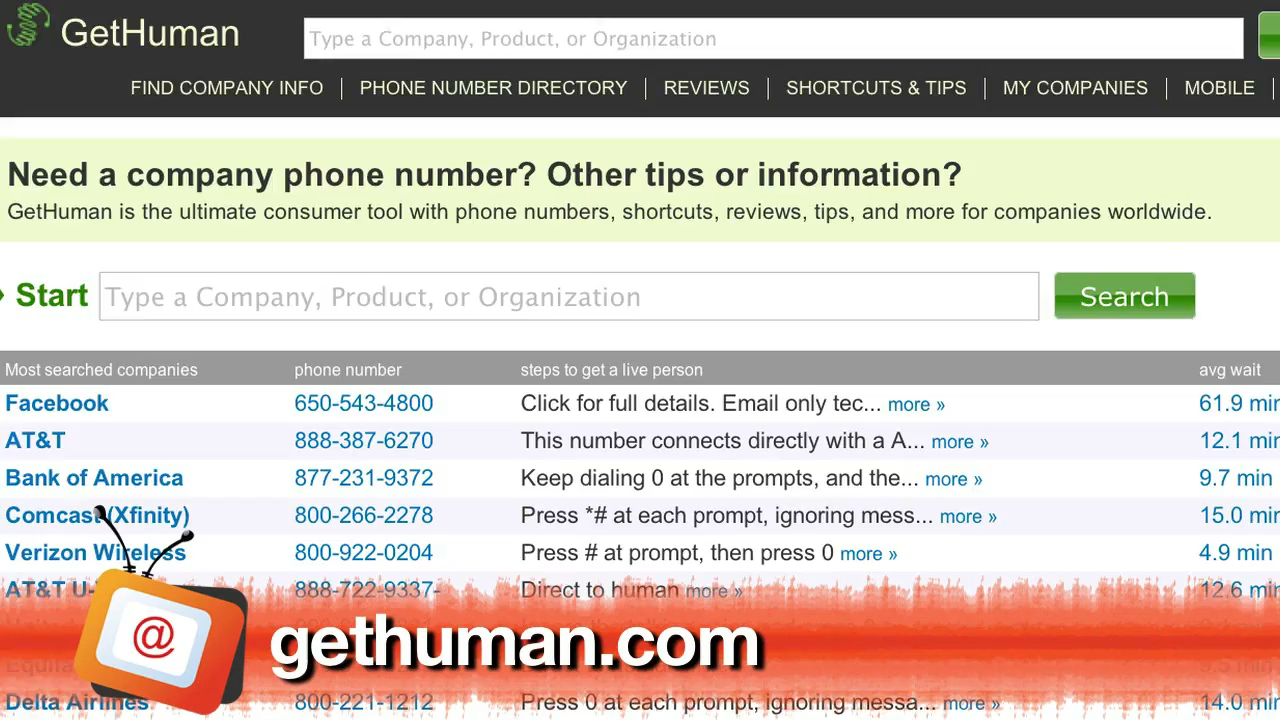 GetHuman
Type a Company, Product, or Organization
FIND COMPANY INFO | PHONE NUMBER DIRECTORY | REVIEWS | SHORTCUTS & TIPS | MY COMPANIES | MOBILE |
Need a company phone number? Other tips or information?
GetHuman is the ultimate consumer tool with phone numbers, shortcuts, reviews, tips, and more for companies worldwide.
Start Type a Company, Product, or Organization Search
Most searched companies phone number steps to get a live person avg wait
Facebook 650-543-4800 Click for full details. Email only tec... more » 61.9 min
AT&T 888-387-6270 This number connects directly with a A... more » 12.1 min
Bank of America 877-231-9372 Keep dialing 0 at the prompts, and the... more » 9.7 min
Comcast (Xfinity) 800-266-2278 Press *# at each prompt, ignoring mess... more » 15.0 min
Verizon Wireless 800-922-0204 Press # at prompt, then press 0 more » 4.9 min
AT&T U- 888-722-9337- Direct to human more » 12.6 min
@ gethuman.com
Delta Airlines 800-221-1212 Press 0 at each prompt, ignoring messa... more » 14.0 min